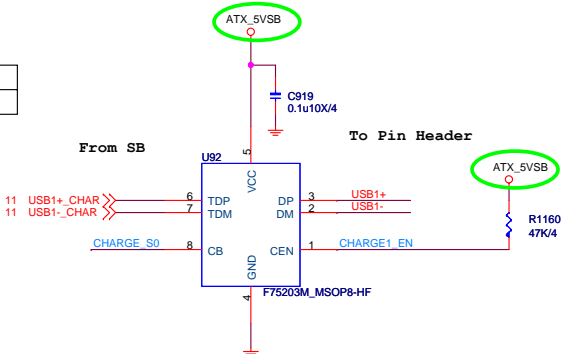 ATX_5VSB
C919
0.1u10X/4
From SB
To Pin Header
U92
5
VCC
ATX_5VSB
11 USB1+_CHAR 6 TDP DP 3 USB1+
11 USB1-_CHAR 7 TDM DM 2 USB1-
R1160
47K/4
CHARGE_S0 8 CB CEN 1 CHARGE1_EN
GND
4
F75203M_MSOP8-HF